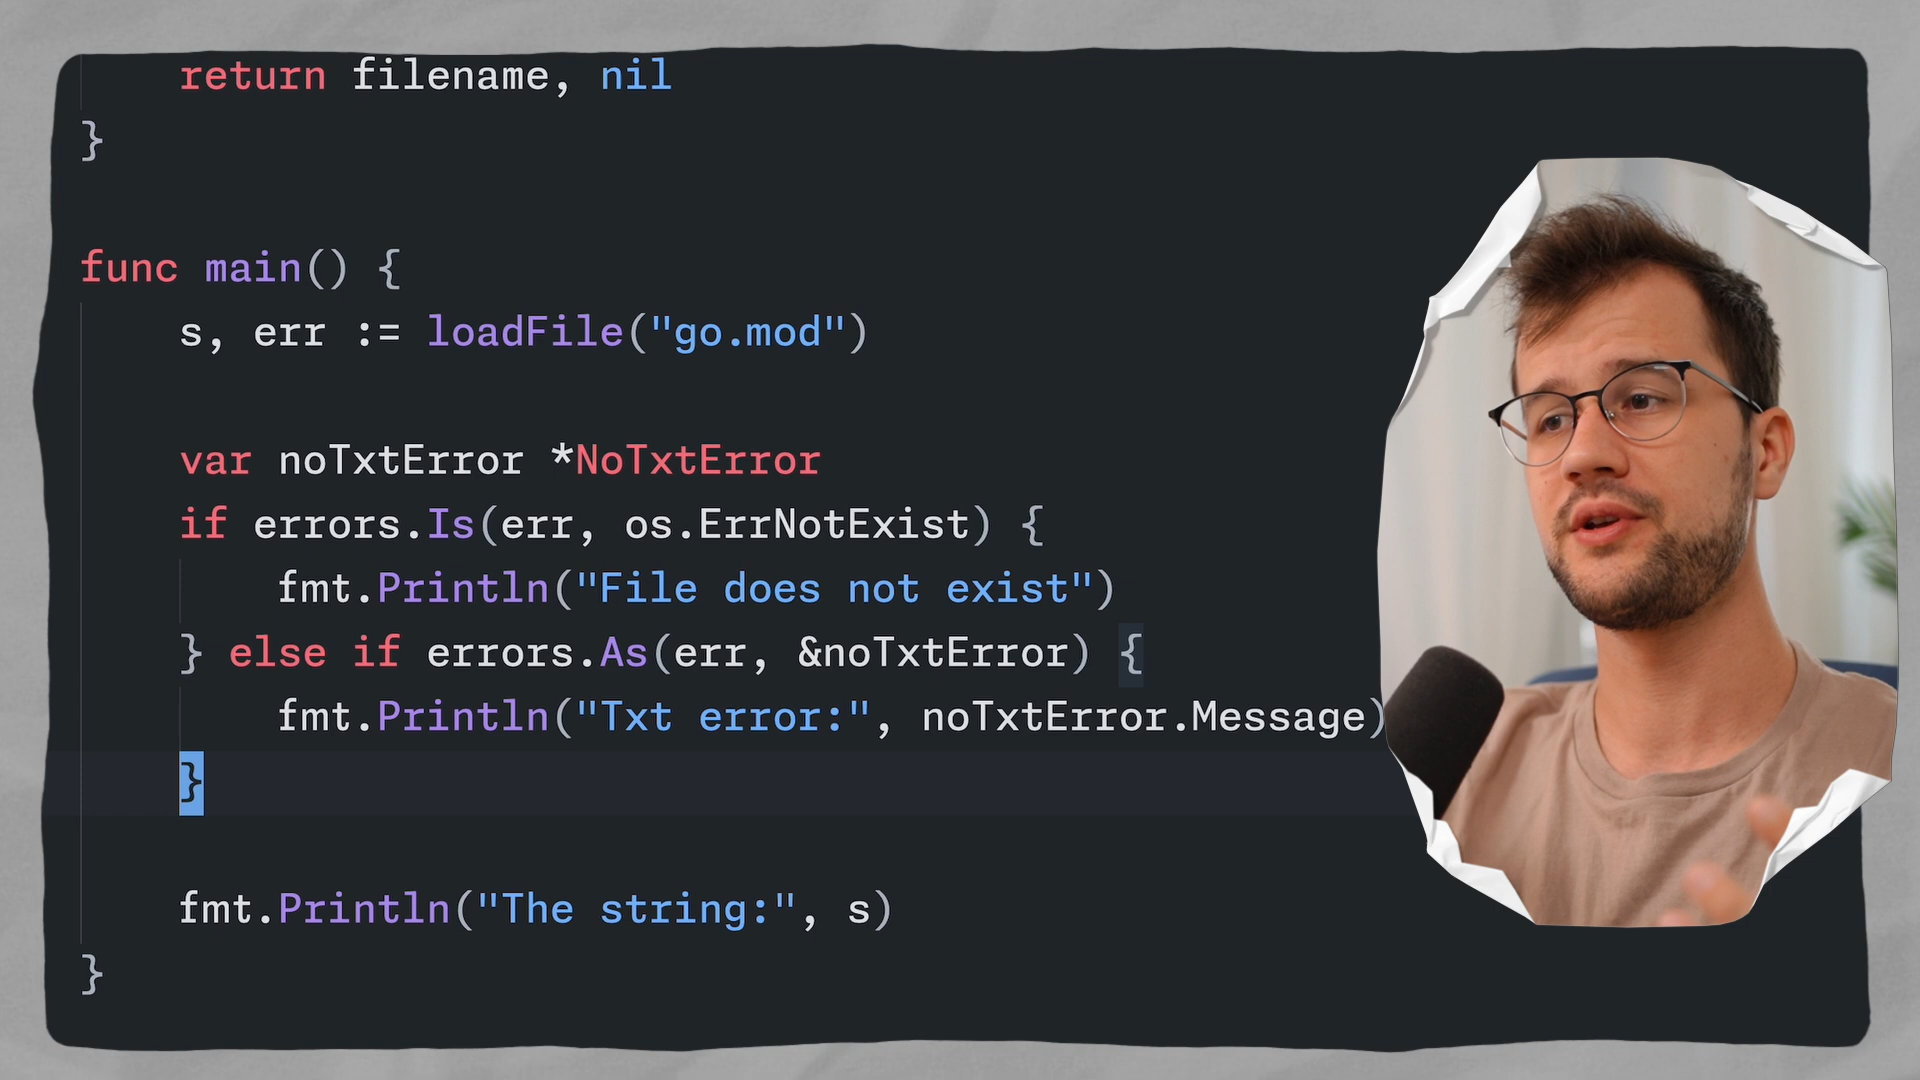 return filename, nil
}
func main() {
s, err := loadFile("go.mod")
var noTxtError *NoTxtError
if errors.Is(err, os.ErrNotExist) {
fmt.Println("File does not exist")
} else if errors.As(err, &noTxtError) {
fmt.Println("Txt error:", noTxtError.Message)
}
fmt.Println("The string:", s)
}